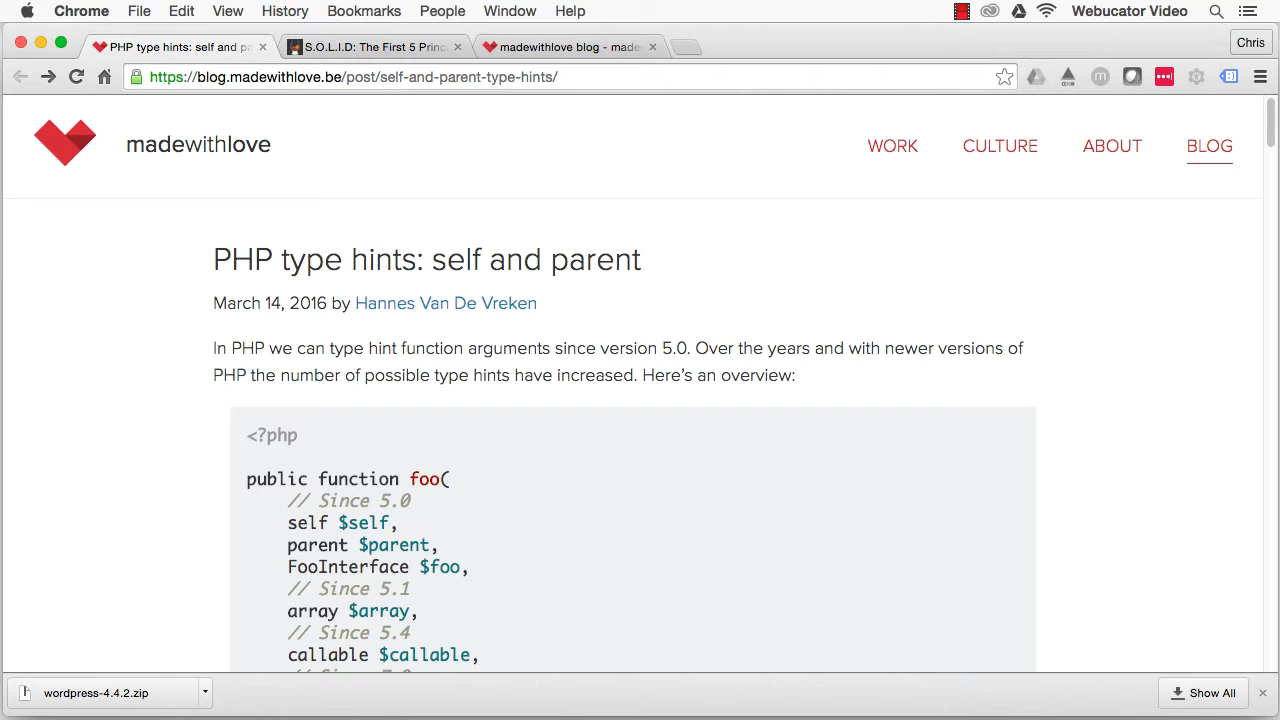 Chrome File Edit View History Bookmarks People Window Help Webucator Video
PHP type hints: self and pa
S.O.L.I.D: The First 5 Princ
madewithlove blog - made
Chris
https://blog.madewithlove.be/post/self-and-parent-type-hints/
madewithlove
WORK CULTURE ABOUT BLOG
PHP type hints: self and parent
March 14, 2016 by Hannes Van De Vreken
In PHP we can type hint function arguments since version 5.0. Over the years and with newer versions of
PHP the number of possible type hints have increased. Here’s an overview:
<?php
public function foo(
// Since 5.0
self $self,
parent $parent,
FooInterface $foo,
// Since 5.1
array $array,
// Since 5.4
callable $callable,
wordpress-4.4.2.zip
Show All